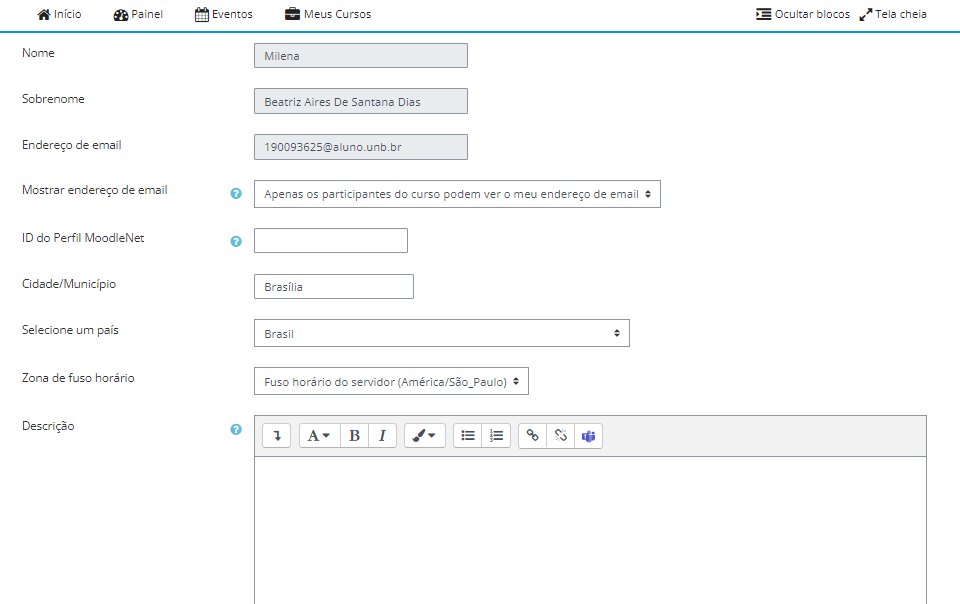 Início Painel Eventos Meus Cursos Ocultar blocos Tela cheia
Nome Milena
Sobrenome Beatriz Aires De Santana Dias
Endereço de email 190093625@aluno.unb.br
Mostrar endereço de email Apenas os participantes do curso podem ver o meu endereço de email
ID do Perfil MoodleNet
Cidade/Município Brasília
Selecione um país Brasil
Zona de fuso horário Fuso horário do servidor (América/São_Paulo)
Descrição A B I